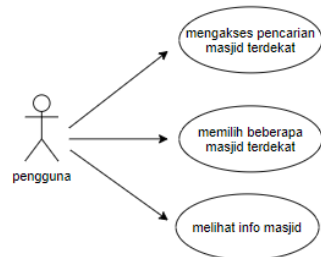 mengakses pencarian
masjid terdekat
memilih beberapa
masjid terdekat
pengguna
melihat info masjid